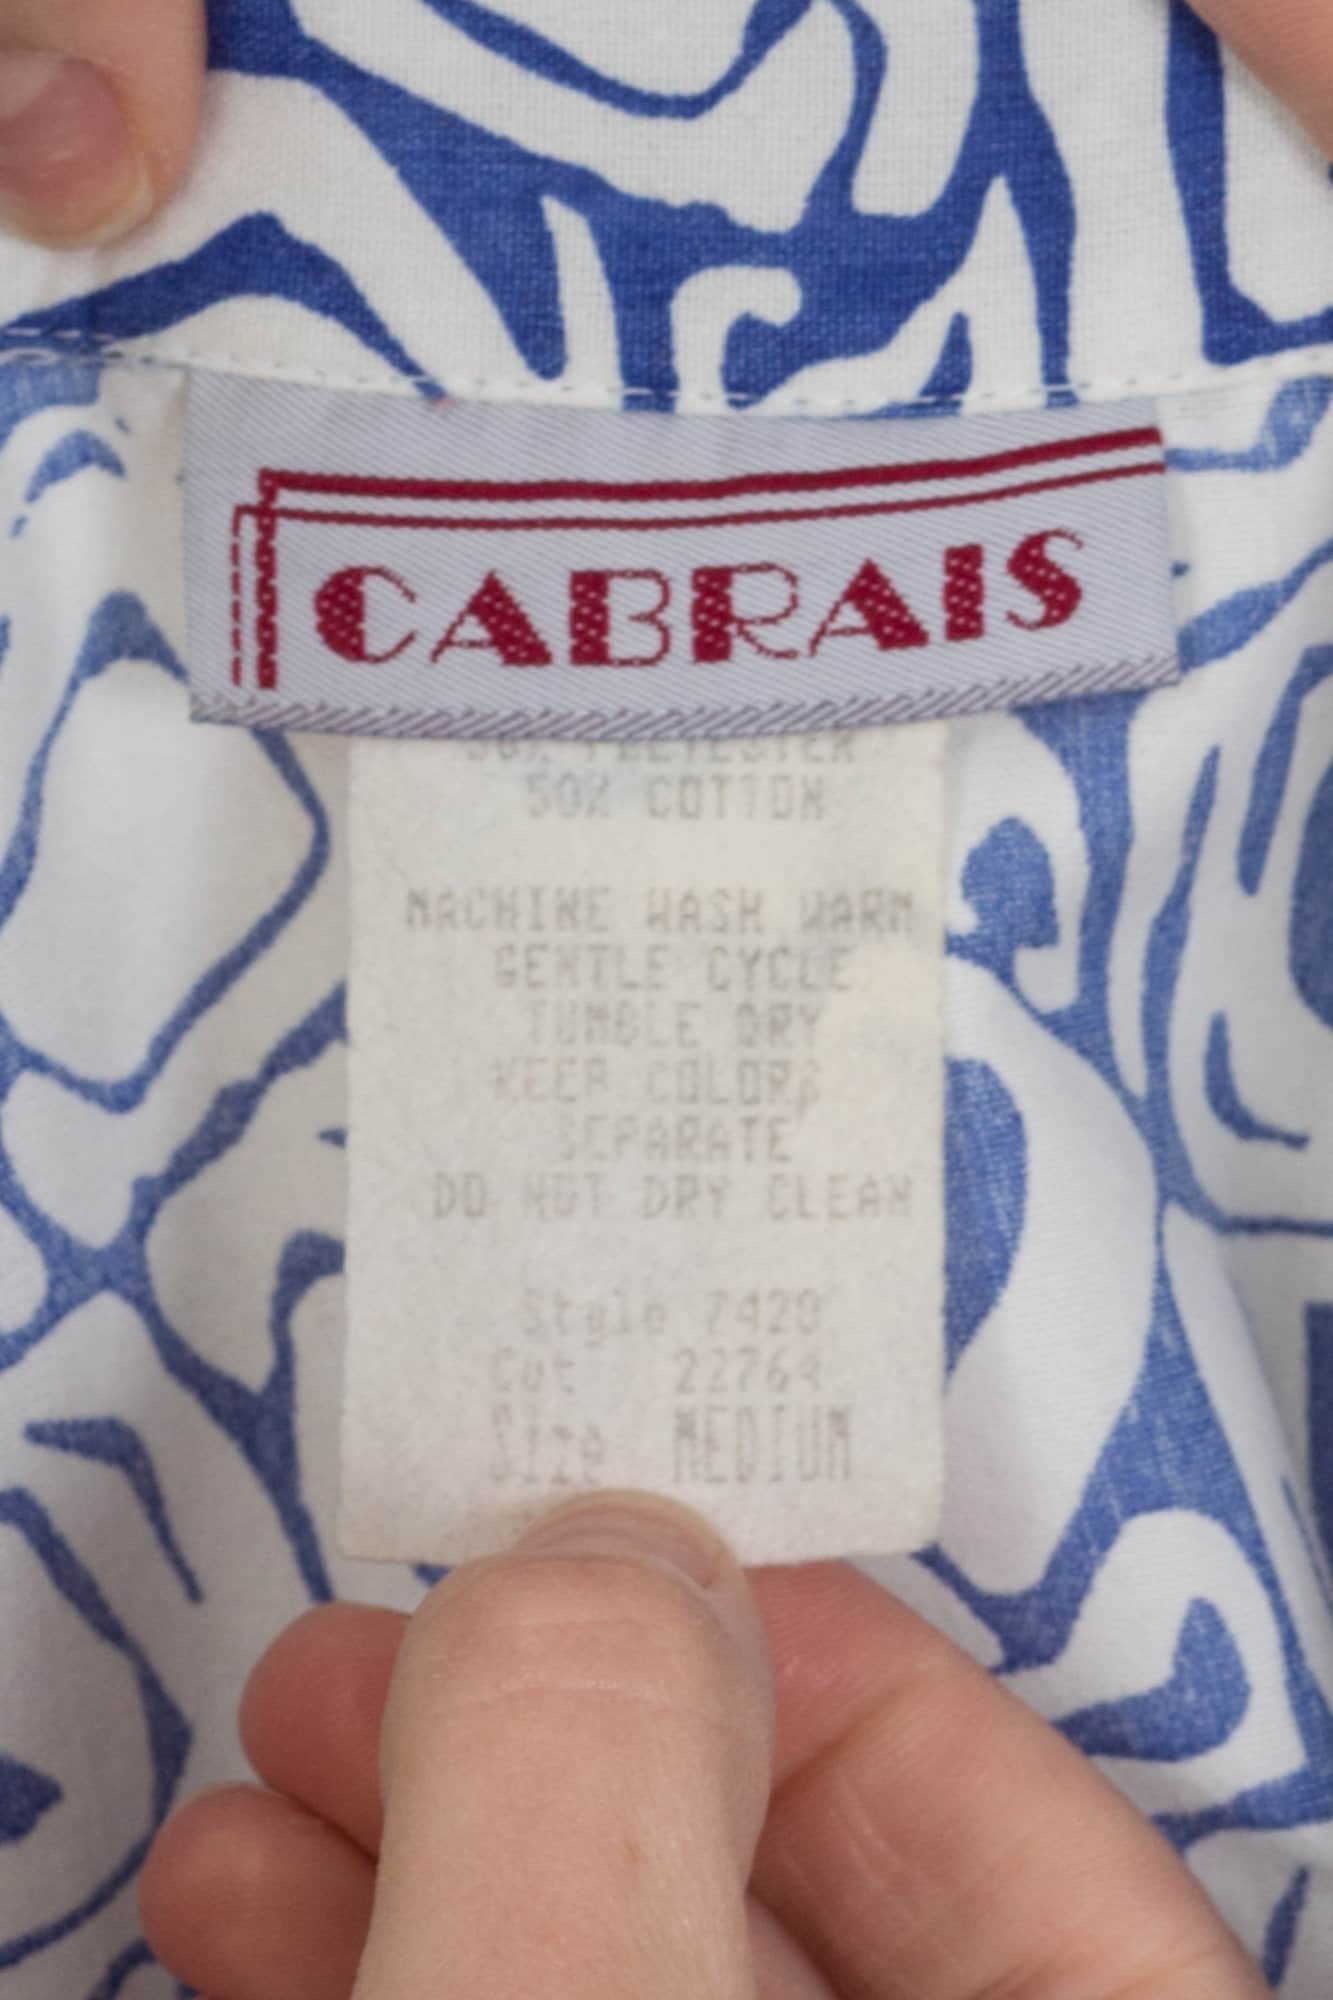 CABRAIS
50% POLYESTER
50% COTTON
MACHINE WASH WARM
GENTLE CYCLE
TUMBLE DRY
KEEP COLORS
SEPARATE
DO NOT DRY CLEAN
Style 7420
Cut 22764
Size MEDIUM